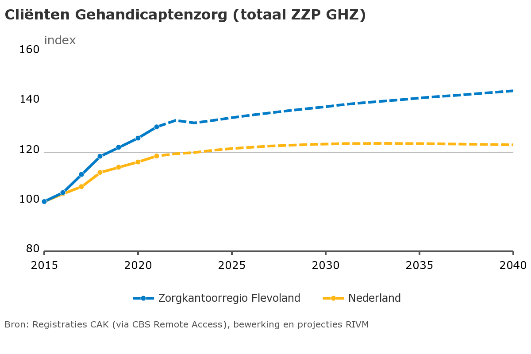 Cliënten Gehandicaptenzorg (totaal ZZP GHZ)
index
160
140
120
100
80
2015 2020 2025 2030 2035 2040
Zorgkantoorregio Flevoland Nederland
Bron: Registraties CAK (via CBS Remote Access), bewerking en projecties RIVM